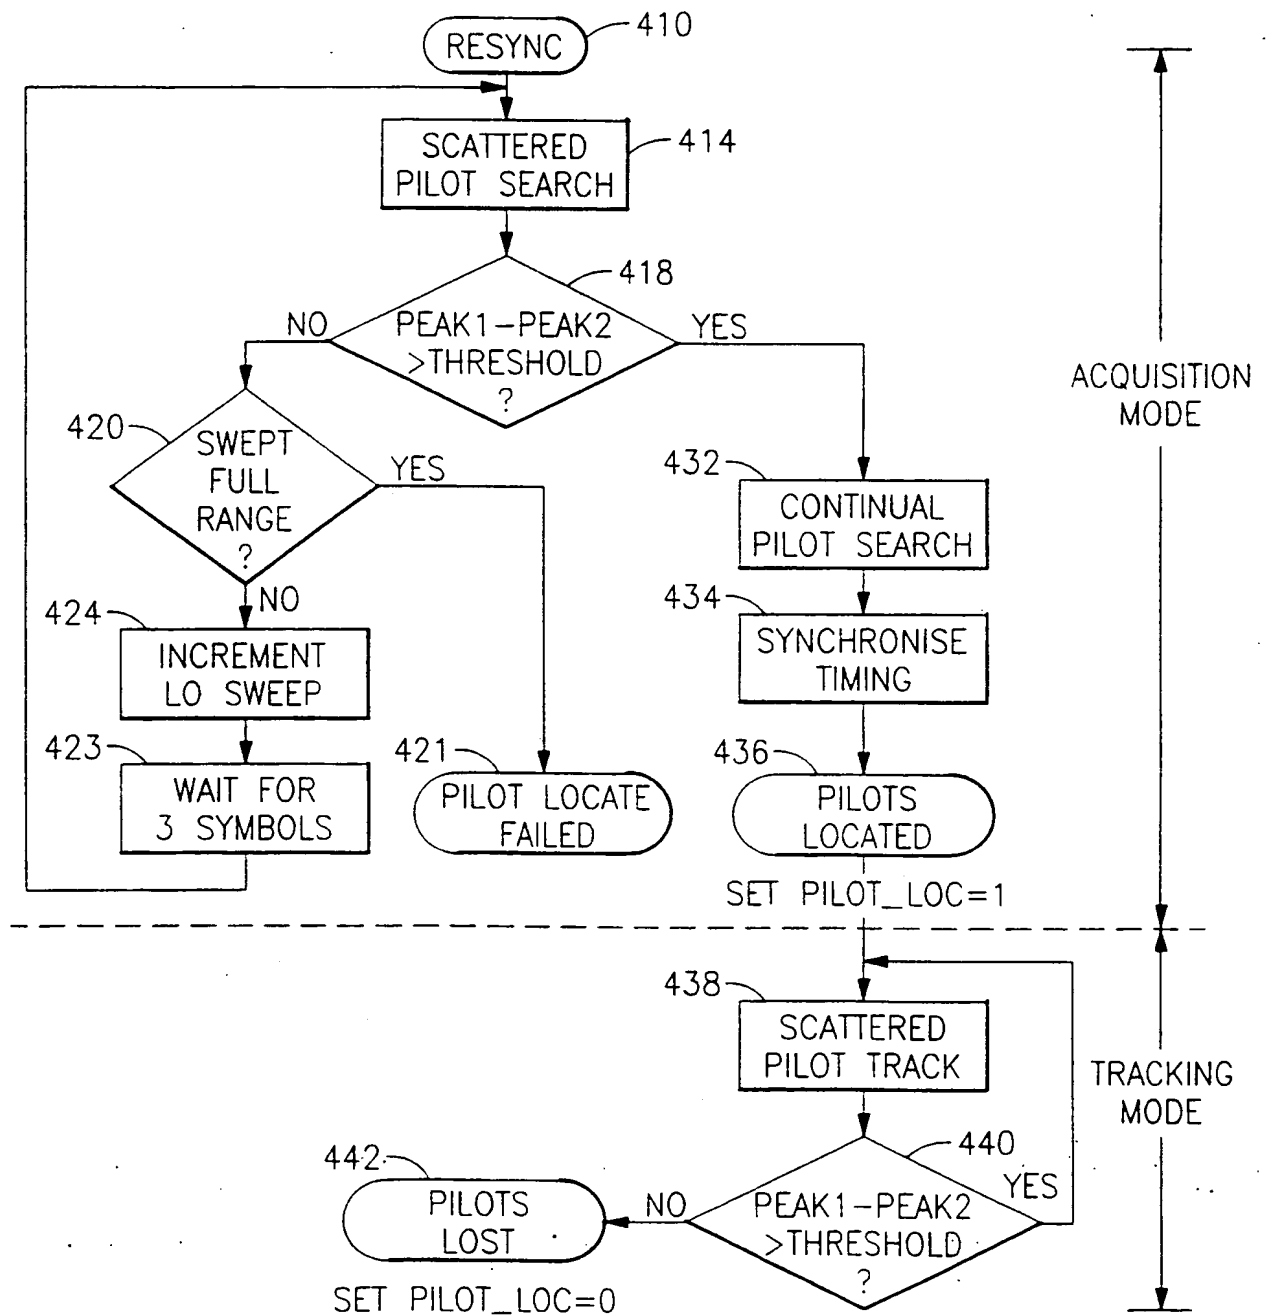 RESYNC
410
SCATTERED
PILOT SEARCH
414
418
NO
PEAK1-PEAK2
>THRESHOLD
?
YES
ACQUISITION
MODE
420
SWEPT
FULL
RANGE
?
YES
432
CONTINUAL
PILOT SEARCH
NO
424
INCREMENT
LO SWEEP
434
SYNCHRONISE
TIMING
423
WAIT FOR
3 SYMBOLS
421
PILOT LOCATE
FAILED
436
PILOTS
LOCATED
SET PILOT_LOC=1
438
SCATTERED
PILOT TRACK
TRACKING
MODE
440
YES
442
PILOTS
LOST
NO
PEAK1-PEAK2
>THRESHOLD
?
SET PILOT_LOC=0